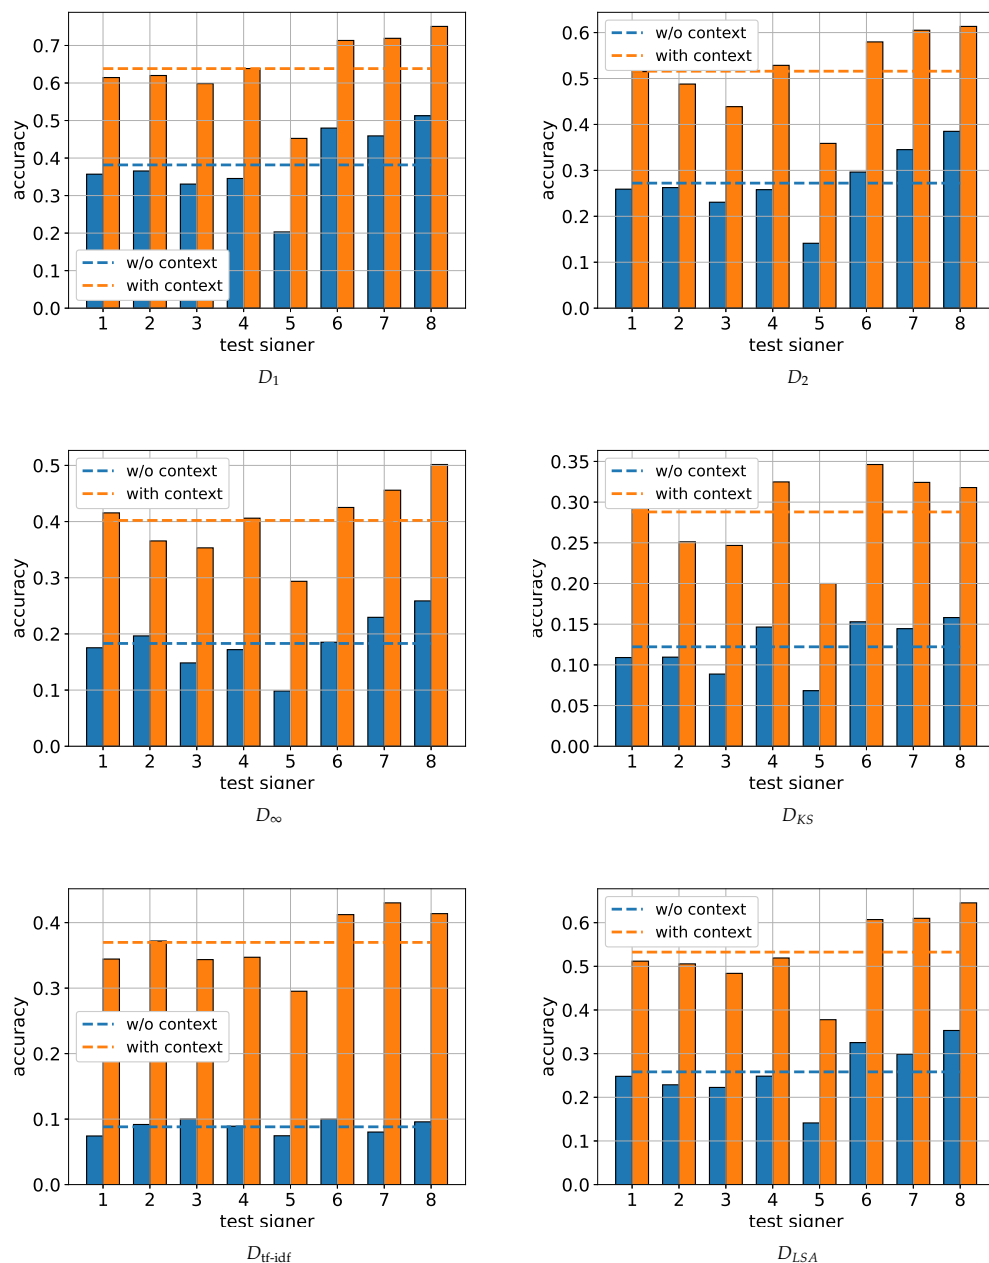 0.7
0.6
0.5
0.4
0.3
0.2
0.1
0.0
accuracy
w/o context
with context
1 2 3 4 5 6 7 8
test signer
D1
0.6
0.5
0.4
0.3
0.2
0.1
0.0
accuracy
w/o context
with context
1 2 3 4 5 6 7 8
test signer
D2
0.5
0.4
0.3
0.2
0.1
0.0
accuracy
w/o context
with context
1 2 3 4 5 6 7 8
test signer
D∞
0.35
0.30
0.25
0.20
0.15
0.10
0.05
0.00
accuracy
w/o context
with context
1 2 3 4 5 6 7 8
test signer
DKS
0.4
0.3
0.2
0.1
0.0
accuracy
w/o context
with context
1 2 3 4 5 6 7 8
test signer
Dtf-idf
0.6
0.5
0.4
0.3
0.2
0.1
0.0
accuracy
w/o context
with context
1 2 3 4 5 6 7 8
test signer
DLSA